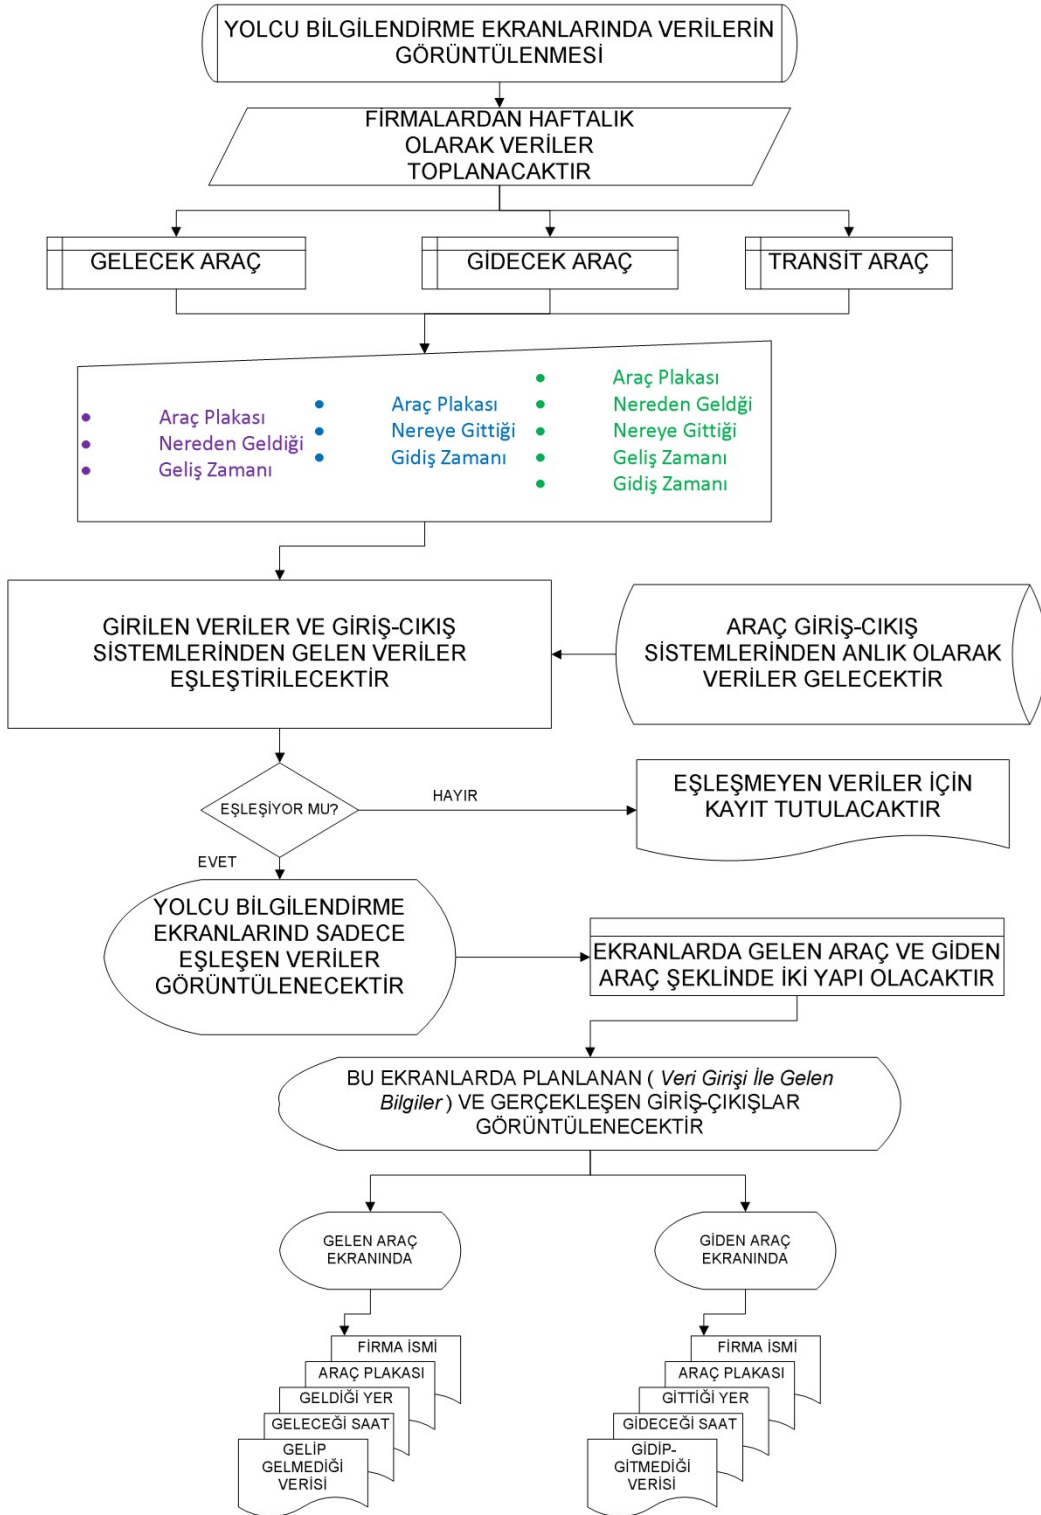 YOLCU BİLGİLENDİRME EKRANLARINDA VERİLERİN
GÖRÜNTÜLENMESİ
FİRMALARDAN HAFTALIK
OLARAK VERİLER
TOPLANACAKTIR
GELECEK ARAÇ
GİDECEK ARAÇ
TRANSİT ARAÇ
• Araç Plakası
• Nereden Geldiği
• Geliş Zamanı
• Araç Plakası
• Nereye Gittiği
• Gidiş Zamanı
• Araç Plakası
• Nereden Geldği
• Nereye Gittiği
• Geliş Zamanı
• Gidiş Zamanı
GİRİLEN VERİLER VE GİRİŞ-CIKIŞ
SİSTEMLERİNDEN GELEN VERİLER
EŞLEŞTİRİLECEKTİR
ARAÇ GİRİŞ-CIKIŞ
SİSTEMLERİNDEN ANLIK OLARAK
VERİLER GELECEKTİR
EŞLEŞİYOR MU?
HAYIR
EŞLEŞMEYEN VERİLER İÇİN
KAYIT TUTULACAKTIR
EVET
YOLCU BİLGİLENDİRME
EKRANLARIND SADECE
EŞLEŞEN VERİLER
GÖRÜNTÜLENECEKTİR
EKRANLARDA GELEN ARAÇ VE GİDEN
ARAÇ ŞEKLİNDE İKİ YAPI OLACAKTIR
BU EKRANLARDA PLANLANAN ( Veri Girişi İle Gelen
Bilgiler ) VE GERÇEKLEŞEN GİRİŞ-ÇIKIŞLAR
GÖRÜNTÜLENECEKTİR
GELEN ARAÇ
EKRANINDA
GİDEN ARAÇ
EKRANINDA
FİRMA İSMİ
ARAÇ PLAKASI
GELDİĞİ YER
GELECEĞİ SAAT
GELİP
GELMEDİĞİ
VERİSİ
FİRMA İSMİ
ARAÇ PLAKASI
GİTTİĞİ YER
GİDECEĞİ SAAT
GİDİP-
GİTMEDİĞİ
VERİSİ